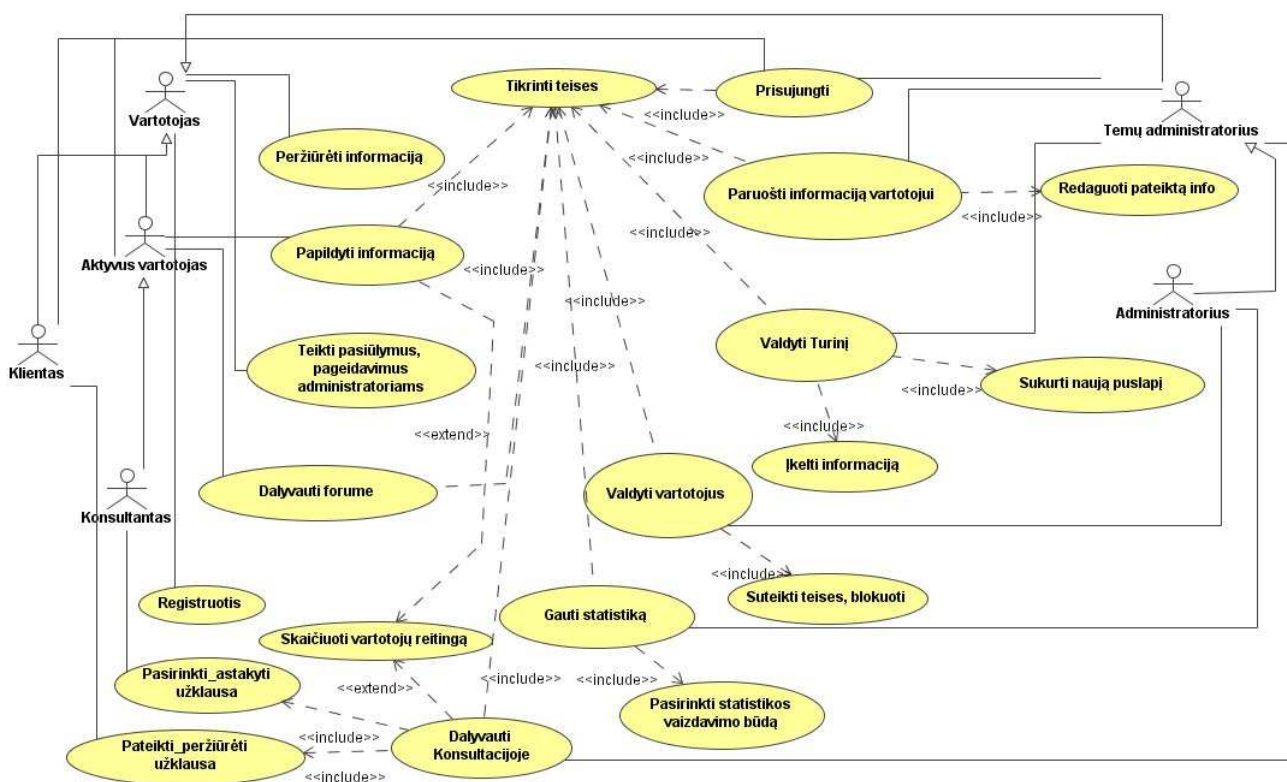 Tikrinti teises
Prisujungti
<<include>>
Vartotojas
Temų administratorius
Peržiūrėti informaciją
<<include>>
<<include>>
Paruošti informaciją vartotojui
Redaguoti pateiktą info
<<include>>
Papildyti informaciją
<<include>>
Aktyvus vartotojas
<<include>>
<<include>>
Administratorius
Klientas
Teikti pasiūlymus,
pageidavimus
administratoriams
<<include>>
Valdyti Turinį
Sukurti naują puslapį
<<include>>
<<include>>
<<extend>>
Įkelti informaciją
Dalyvauti forume
Valdyti vartotojus
Konsultantas
<<include>>
Suteikti teises, blokuoti
Registruotis
Gauti statistiką
Skaičiuoti vartotojų reitingą
Pasirinkti_astakyti
užklausa
<<extend>>
<<include>>
<<include>>
Pasirinkti statistikos
vaizdavimo būdą
<<include>>
Dalyvauti
Konsultacijoje
Pateikti_peržiūrėti
užklausa
<<include>>